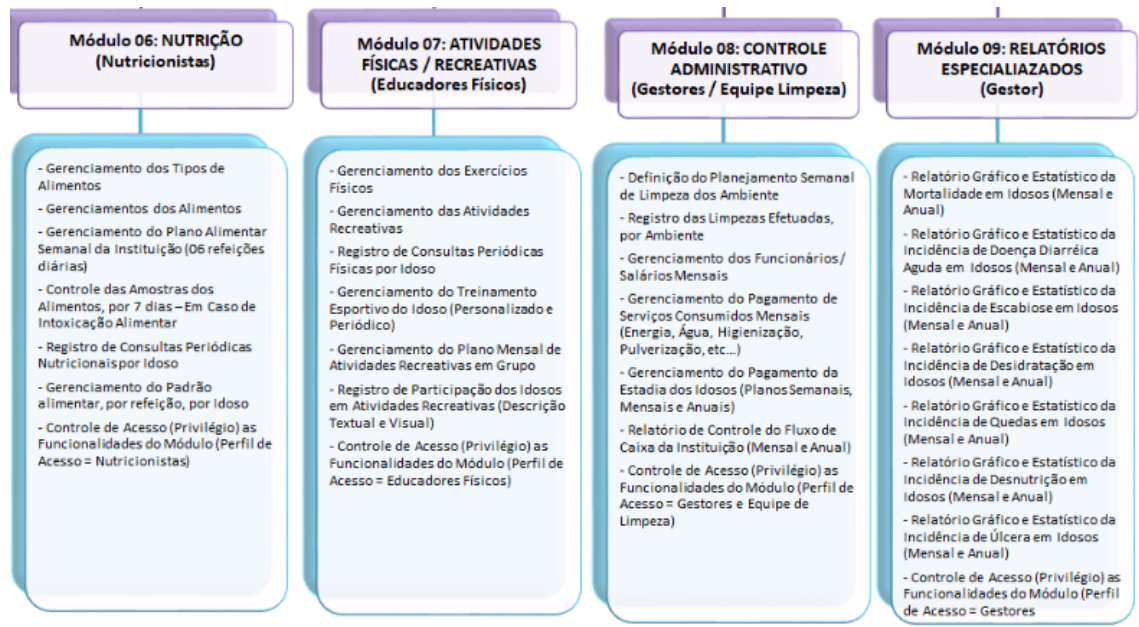 Módulo 06: NUTRIÇÃO
(Nutricionistas)
- Gerenciamento dos Tipos de
Alimentos
- Gerenciamentos dos Alimentos
- Gerenciamento do Plano Alimentar
Semanal da Instituição (06 refeições
diárias)
- Controle das Amostras dos
Alimentos, por 7 dias – Em Caso de
Intoxicação Alimentar
- Registro de Consultas Periódicas
Nutricionais por Idoso
- Gerenciamento do Padrão
alimentar, por refeição, por Idoso
- Controle de Acesso (Privilégio) as
Funcionalidades do Módulo (Perfil de
Acesso = Nutricionistas)
Módulo 07: ATIVIDADES
FÍSICAS / RECREATIVAS
(Educadores Físicos)
- Gerenciamento dos Exercícios
Físicos
- Gerenciamento das Atividades
Recreativas
- Registro de Consultas Periódicas
Físicas por Idoso
- Gerenciamento do Treinamento
Esportivo do Idoso (Personalizado e
Periódico)
- Gerenciamento do Plano Mensal de
Atividades Recreativas em Grupo
- Registro de Participação dos Idosos
em Atividades Recreativas (Descrição
Textual e Visual)
- Controle de Acesso (Privilégio) as
Funcionalidades do Módulo (Perfil de
Acesso = Educadores Físicos)
Módulo 08: CONTROLE
ADMINISTRATIVO
(Gestores / Equipe Limpeza)
- Definição do Planejamento Semanal
de Limpeza dos Ambiente
- Registro das Limpezas Efetuadas,
por Ambiente
- Gerenciamento dos Funcionários/
Salários Mensais
- Gerenciamento do Pagamento de
Serviços Consumidos Mensais
(Energia, Água, Higienização,
Pulverização, etc...)
- Gerenciamento do Pagamento da
Estadia dos Idosos (Planos Semanais,
Mensais e Anuais)
- Relatório de Controle do Fluxo de
Caixa da Instituição (Mensal e Anual)
- Controle de Acesso (Privilégio) as
Funcionalidades do Módulo (Perfil de
Acesso = Gestores e Equipe de
Limpeza)
Módulo 09: RELATÓRIOS
ESPECIALIAZADOS
(Gestor)
- Relatório Gráfico e Estatístico da
Mortalidade em Idosos (Mensal e
Anual)
- Relatório Gráfico e Estatístico da
Incidência de Doença Diarréica
Aguda em Idosos (Mensal e Anual)
- Relatório Gráfico e Estatístico da
Incidência de Escabiose em Idosos
(Mensal e Anual)
- Relatório Gráfico e Estatístico da
Incidência de Desidratação em
Idosos (Mensal e Anual)
- Relatório Gráfico e Estatístico da
Incidência de Quedas em Idosos
(Mensal e Anual)
- Relatório Gráfico e Estatístico da
Incidência de Desnutrição em
Idosos (Mensal e Anual)
- Relatório Gráfico e Estatístico da
Incidência de Úlcera em Idosos
(Mensal e Anual)
- Controle de Acesso (Privilégio) as
Funcionalidades do Módulo (Perfil
de Acesso = Gestores